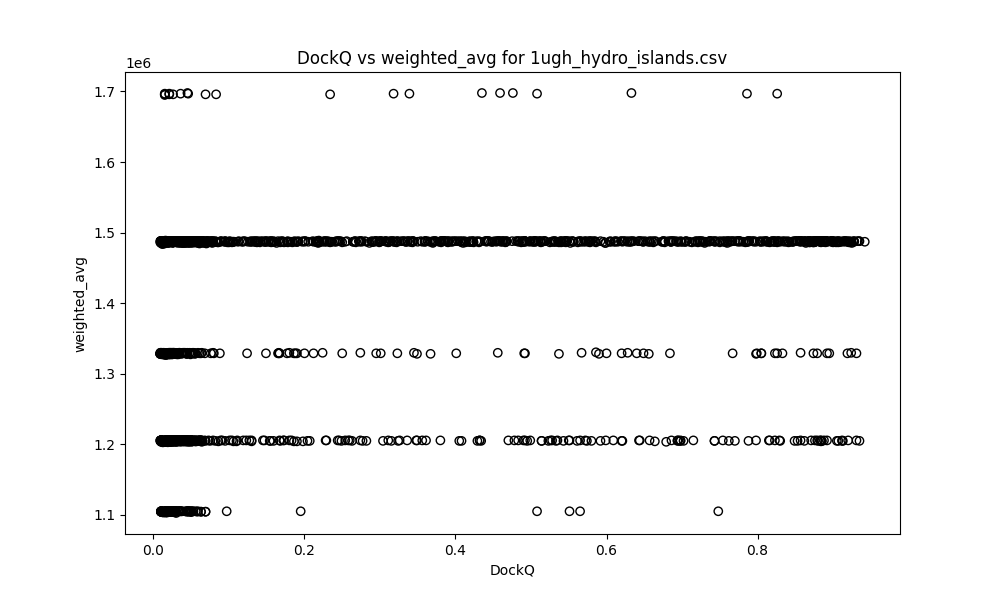 DockQ vs weighted_avg for 1ugh_hydro_islands.csv
1e6
1.7
1.6
1.5
1.4
1.3
1.2
1.1
weighted_avg
0.0 0.2 0.4 0.6 0.8
DockQ